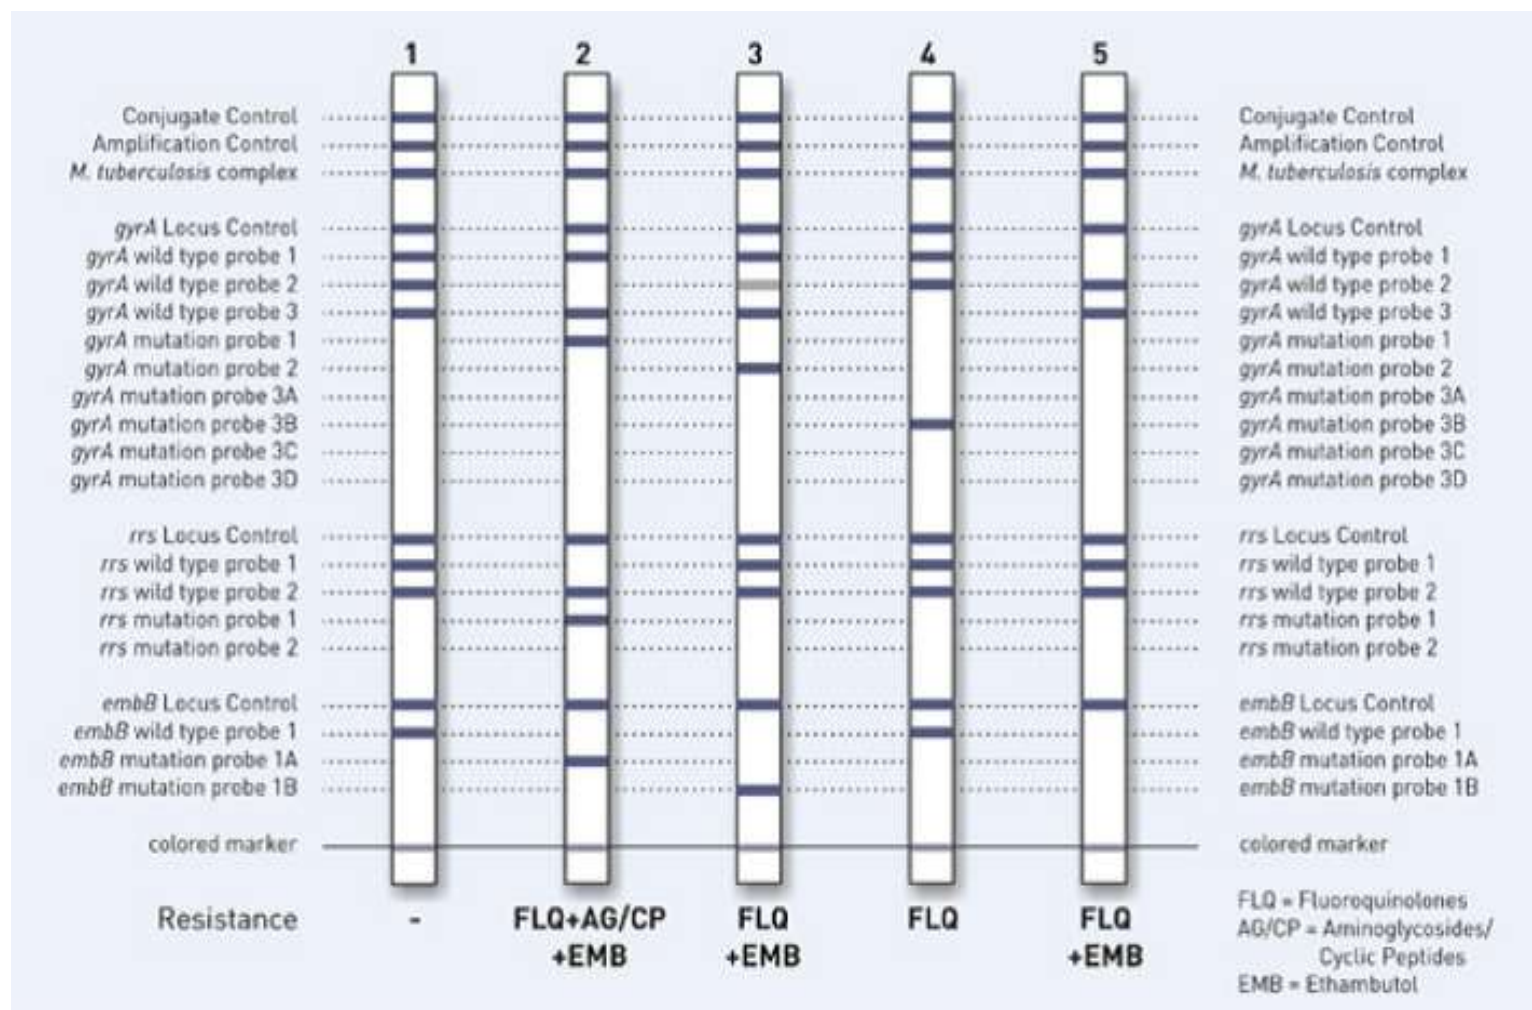 1 2 3 4 5
Conjugate Control
Amplification Control
M. tuberculosis complex
gyrA Locus Control
gyrA wild type probe 1
gyrA wild type probe 2
gyrA wild type probe 3
gyrA mutation probe 1
gyrA mutation probe 2
gyrA mutation probe 3A
gyrA mutation probe 3B
gyrA mutation probe 3C
gyrA mutation probe 3D
rrs Locus Control
rrs wild type probe 1
rrs wild type probe 2
rrs mutation probe 1
rrs mutation probe 2
embB Locus Control
embB wild type probe 1
embB mutation probe 1A
embB mutation probe 1B
colored marker
Conjugate Control
Amplification Control
M. tuberculosis complex
gyrA Locus Control
gyrA wild type probe 1
gyrA wild type probe 2
gyrA wild type probe 3
gyrA mutation probe 1
gyrA mutation probe 2
gyrA mutation probe 3A
gyrA mutation probe 3B
gyrA mutation probe 3C
gyrA mutation probe 3D
rrs Locus Control
rrs wild type probe 1
rrs wild type probe 2
rrs mutation probe 1
rrs mutation probe 2
embB Locus Control
embB wild type probe 1
embB mutation probe 1A
embB mutation probe 1B
colored marker
Resistance - FLQ+AG/CP FLQ FLQ FLQ
+EMB +EMB +EMB
FLQ = Fluoroquinolones
AG/CP = Aminoglycosides/
Cyclic Peptides
EMB = Ethambutol